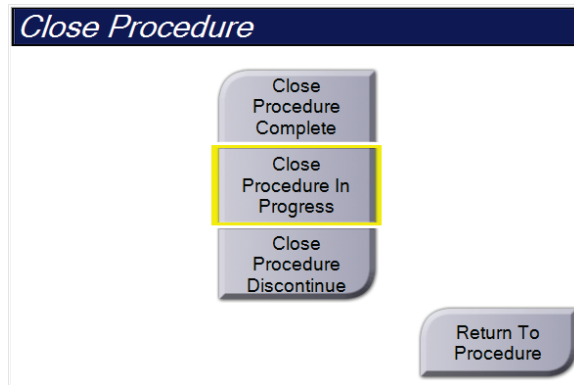 Close Procedure
Close
Procedure
Complete
Close
Procedure In
Progress
Close
Procedure
Discontinue
Return To
Procedure